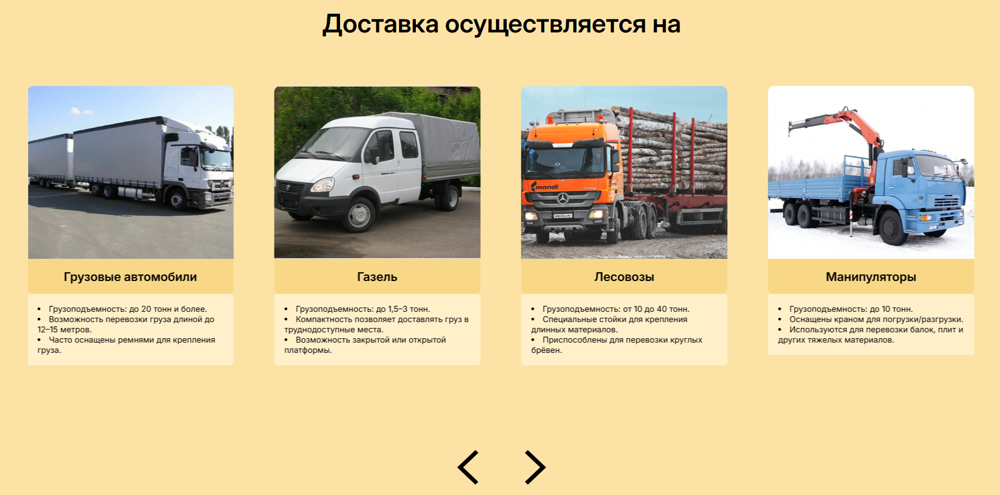 Доставка осуществляется на
mondi
КОЛЁСА.RU
Грузовые автомобили
• Грузоподъемность: до 20 тонн и более.
• Возможность перевозки груза длиной до
12–15 метров.
• Часто оснащены ремнями для крепления
груза.
Газель
• Грузоподъемность: до 1,5–3 тонн.
• Компактность позволяет доставлять груз в
труднодоступные места.
• Возможность закрытой или открытой
платформы.
Лесовозы
• Грузоподъемность: от 10 до 40 тонн.
• Специальные стойки для крепления
длинных материалов.
• Приспособлены для перевозки круглых
брёвен.
Манипуляторы
• Грузоподъемность: до 10 тонн.
• Оснащены краном для погрузки/разгрузки.
• Используются для перевозки балок, плит и
других тяжелых материалов.